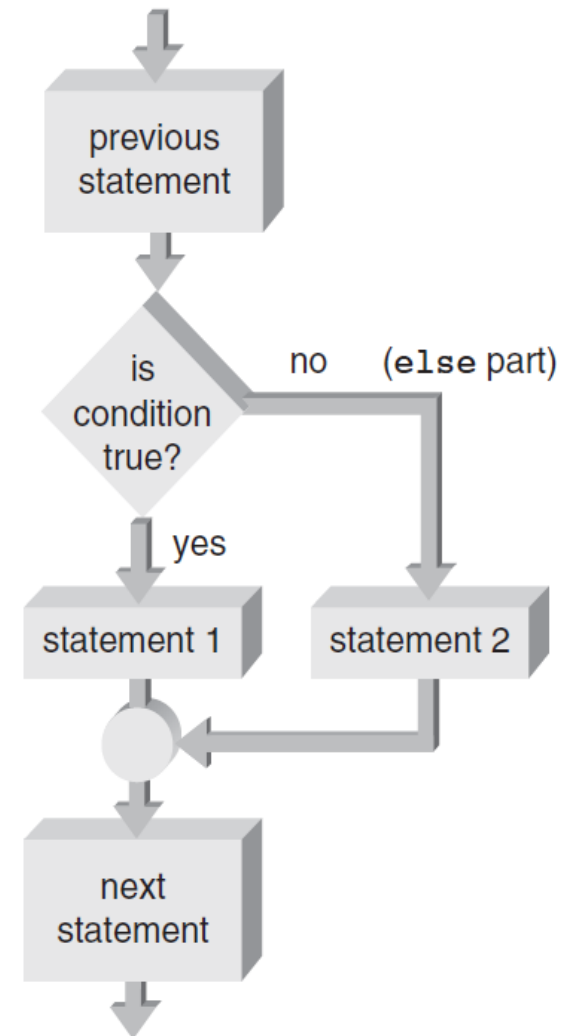 previous
statement
is
condition
true?
no (else part)
yes
statement 1
statement 2
next
statement